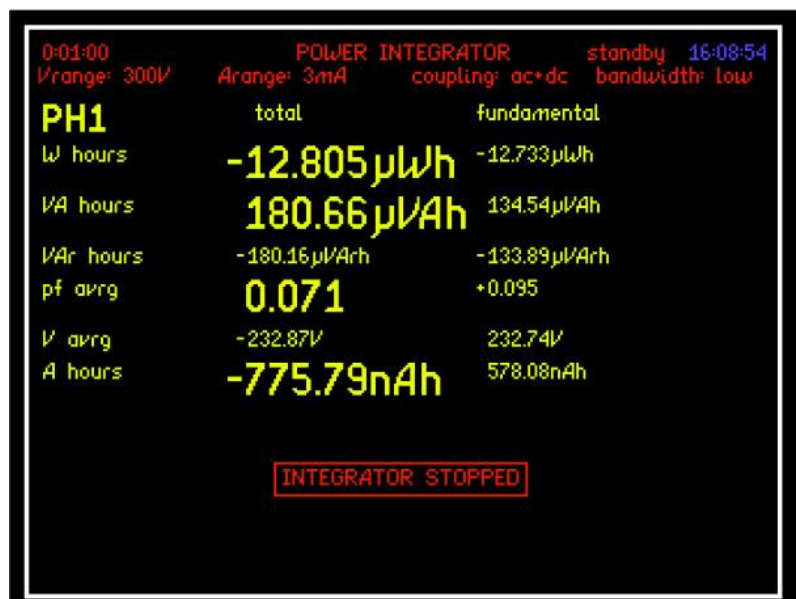 0:01:00 POWER INTEGRATOR standby 16:08:54
Vrange: 300V Arange: 3mA coupling: ac+dc bandwidth: low
PH1 total fundamental
W hours -12.805µWh -12.733µWh
VA hours 180.66µVAh 134.54µVAh
VAr hours -180.16µVArh -133.89µVArh
pf avrg 0.071 +0.095
V avrg -232.87V 232.74V
A hours -775.79nAh 578.08nAh
INTEGRATOR STOPPED